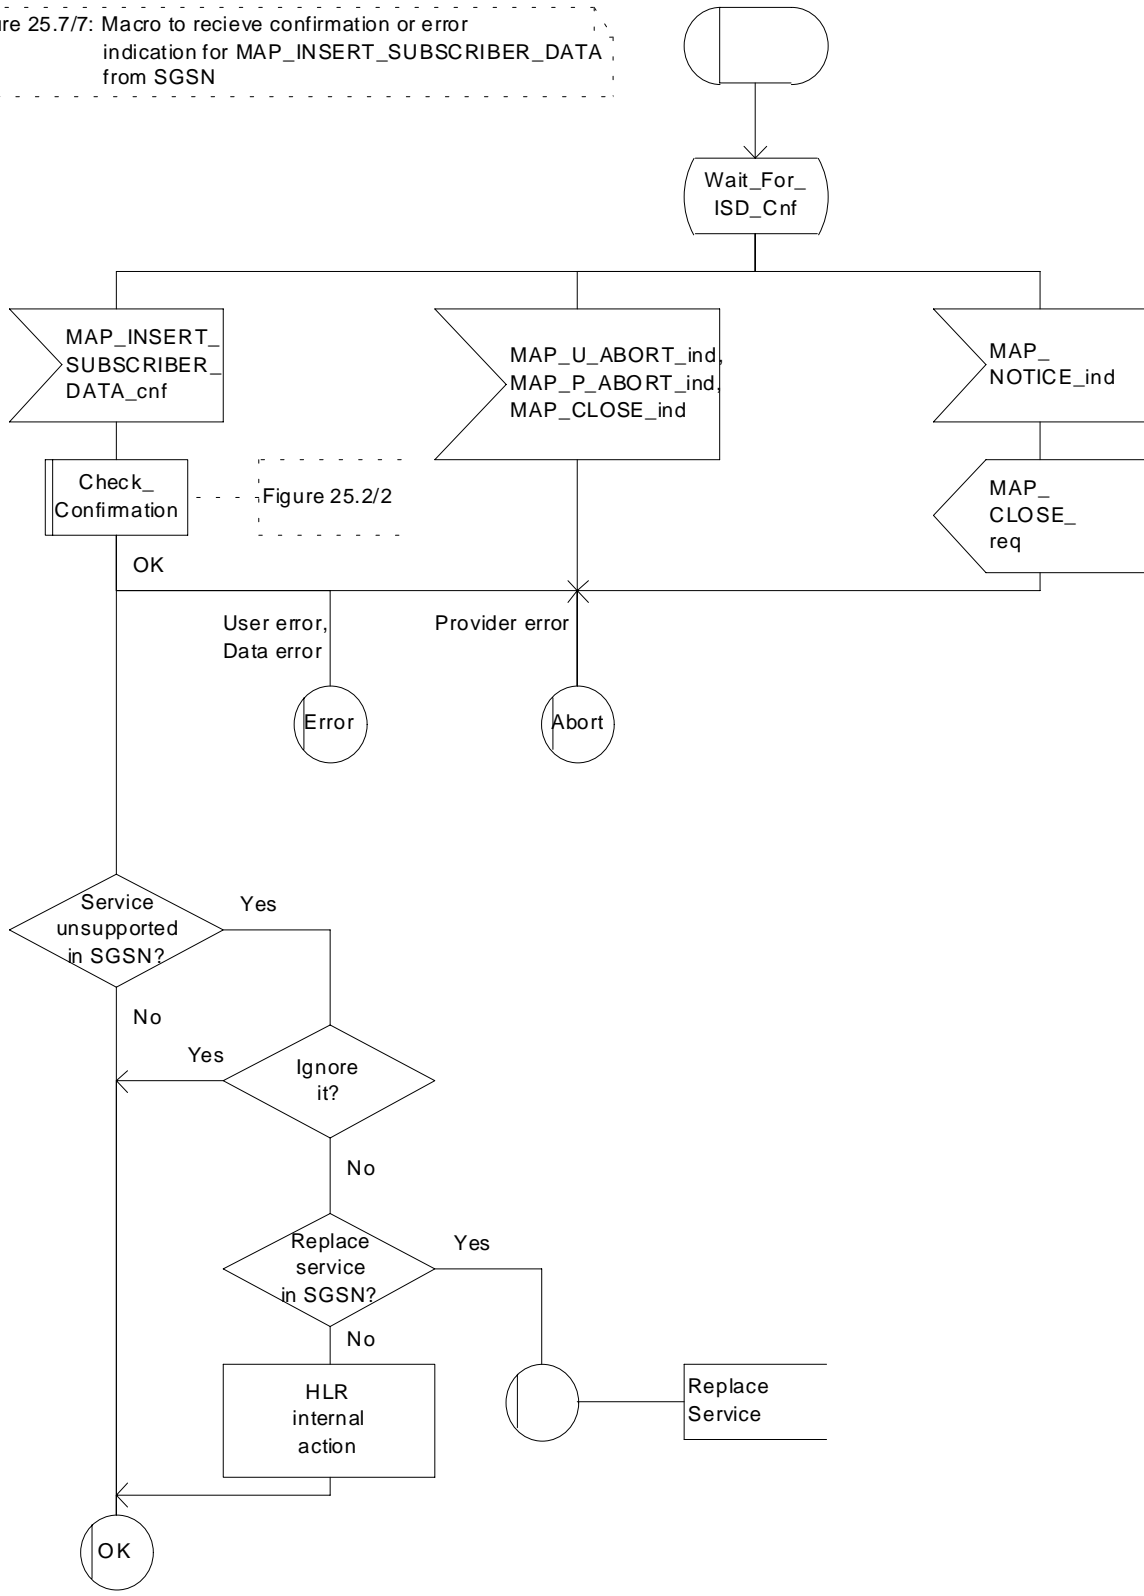 re 25.7/7: Macro to recieve confirmation or error
indication for MAP_INSERT_SUBSCRIBER_DATA
from SGSN
Wait_For_
ISD_Cnf
MAP_INSERT_
SUBSCRIBER_
DATA_cnf
MAP_U_ABORT_ind,
MAP_P_ABORT_ind,
MAP_CLOSE_ind
MAP_
NOTICE_ind
Check_
Confirmation
Figure 25.2/2
MAP_
CLOSE_
req
OK
User error,
Data error
Provider error
Error
Abort
Service
unsupported
in SGSN?
Yes
No
Yes
Ignore
it?
No
Replace
service
in SGSN?
Yes
No
HLR
internal
action
Replace
Service
OK